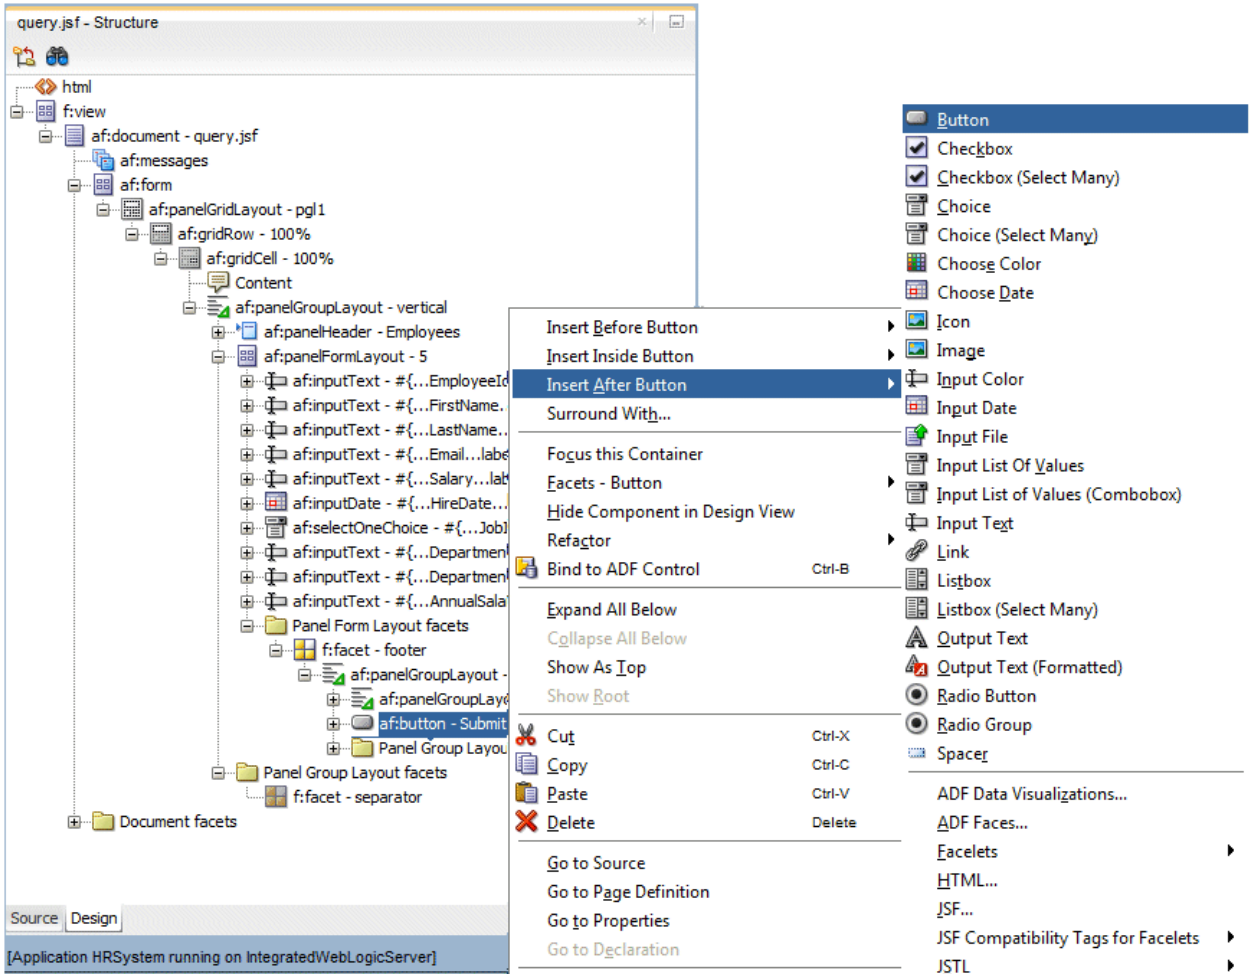 query.jsf - Structure
html
f:view
af:document - query.jsf
af:messages
af:form
af:panelGridLayout - pgl1
af:gridRow - 100%
af:gridCell - 100%
Content
af:panelGroupLayout - vertical
af:panelHeader - Employees
af:panelFormLayout - 5
af:inputText - #{...EmployeeId
af:inputText - #{...FirstName.
af:inputText - #{...LastName...
af:inputText - #{...Email...labe
af:inputText - #{...Salary...lab
af:inputDate - #{...HireDate...
af:selectOneChoice - #{...JobI
af:inputText - #{...Departmen
af:inputText - #{...Departmen
af:inputText - #{...AnnualSala
Panel Form Layout facets
f:facet - footer
af:panelGroupLayout -
af:panelGroupLayo
af:button - Submit
Panel Group Layou
Panel Group Layout facets
f:facet - separator
Document facets
Source Design
[Application HRSystem running on IntegratedWebLogicServer]
Insert Before Button
Insert Inside Button
Insert After Button
Surround With...
Focus this Container
Facets - Button
Hide Component in Design View
Refactor
Bind to ADF Control Ctrl-B
Expand All Below
Collapse All Below
Show As Top
Show Root
Cut Ctrl-X
Copy Ctrl-C
Paste Ctrl-V
Delete Delete
Go to Source
Go to Page Definition
Go to Properties
Go to Declaration
Button
Checkbox
Checkbox (Select Many)
Choice
Choice (Select Many)
Choose Color
Choose Date
Icon
Image
Input Color
Input Date
Input File
Input List Of Values
Input List of Values (Combobox)
Input Text
Link
Listbox
Listbox (Select Many)
Output Text
Output Text (Formatted)
Radio Button
Radio Group
Spacer
ADF Data Visualizations...
ADF Faces...
Facelets
HTML...
JSF...
JSF Compatibility Tags for Facelets
JSTL